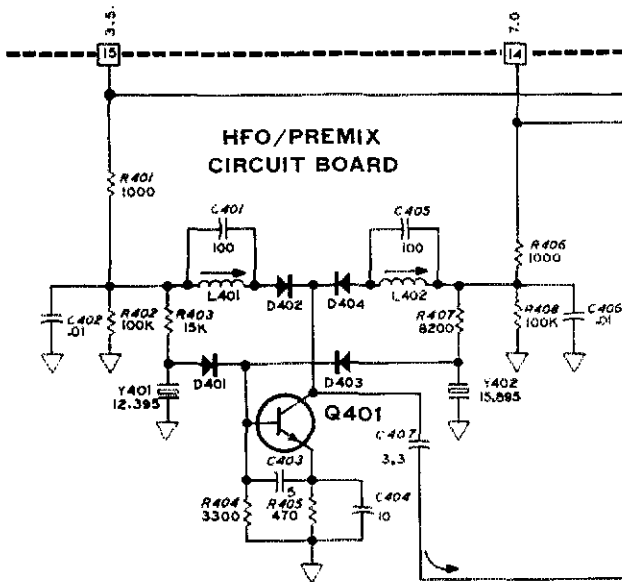 3.5.
7.0
15
14
HFO/PREMIX
CIRCUIT BOARD
R401
1000
C401
100
C405
100
R406
1000
L401
D402
D404
L402
C402
.01
R402
100K
R403
15K
R407
8200
R408
100K
C406
.01
Y401
12.395
D401
D403
Y402
15.895
Q401
C407
3.3
C403
5
R404
3300
R405
470
C404
10